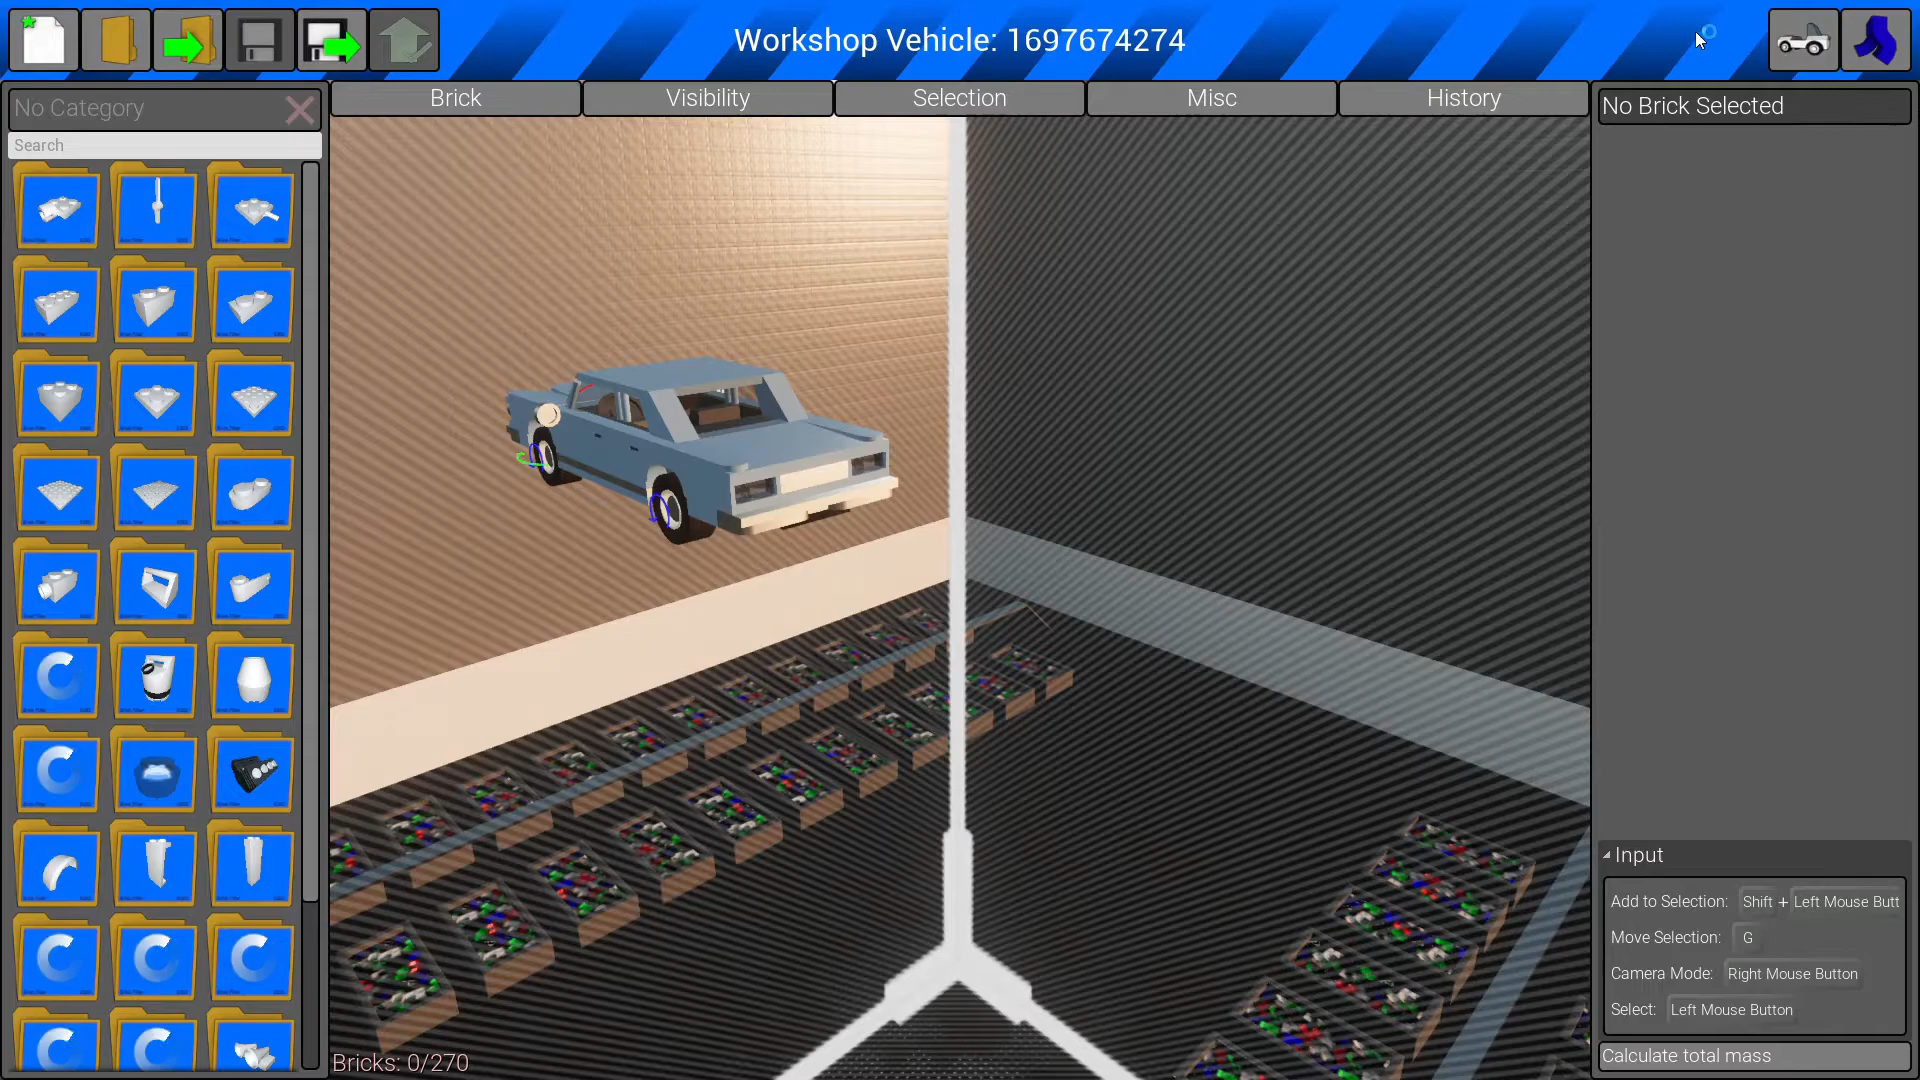 Workshop Vehicle: 1697674274
No Category
Search
Brick
Visibility
Selection
Misc
History
No Brick Selected
Input
Add to Selection: Shift + Left Mouse Butt
Move Selection: G
Camera Mode: Right Mouse Button
Select: Left Mouse Button
Calculate total mass
Bricks: 0/270